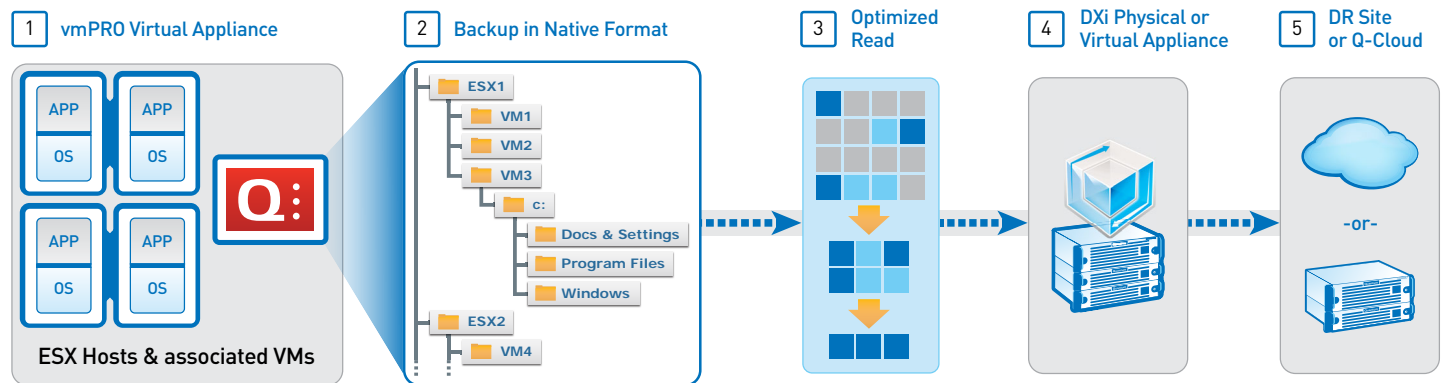 1 vmPRO Virtual Appliance
APP
OS
APP
OS
APP
OS
APP
OS
Q:
ESX Hosts & associated VMs
2 Backup in Native Format
ESX1
VM1
VM2
VM3
c:
Docs & Settings
Program Files
Windows
ESX2
VM4
3 Optimized
Read
4 DXi Physical or
Virtual Appliance
5 DR Site
or Q-Cloud
-or-